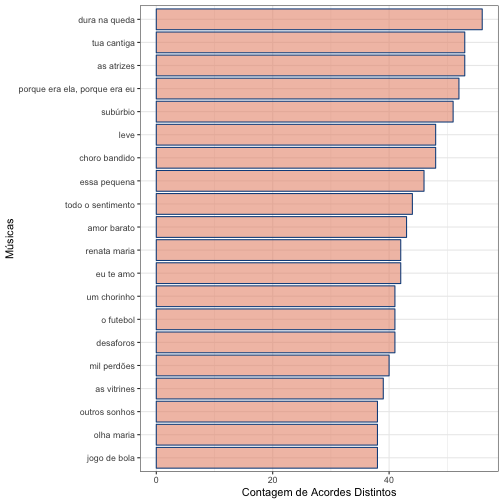 dura na queda
tua cantiga
as atrizes
porque era ela, porque era eu
subúrbio
leve
choro bandido
essa pequena
todo o sentimento
amor barato
renata maria
eu te amo
um chorinho
o futebol
desaforos
mil perdões
as vitrines
outros sonhos
olha maria
jogo de bola
Músicas
0 20 40
Contagem de Acordes Distintos